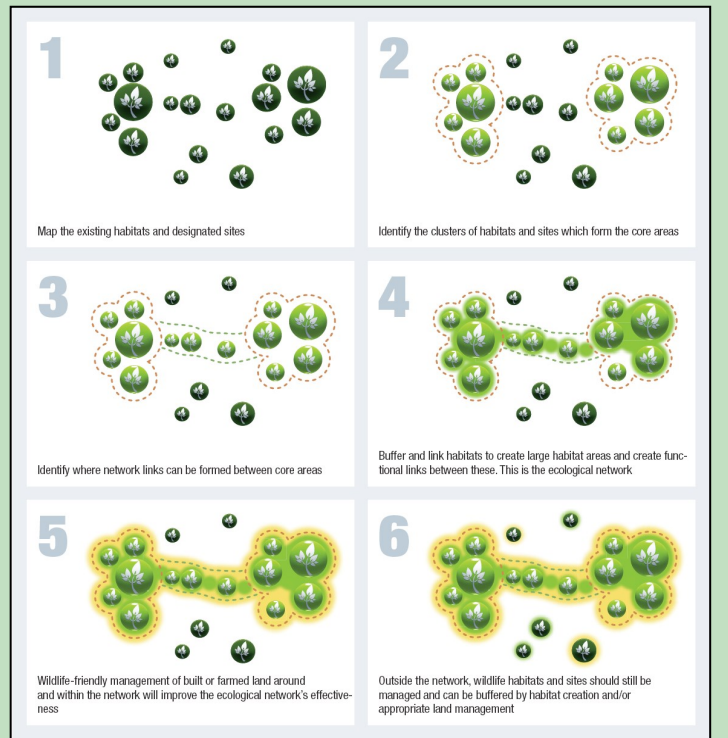 1
Map the existing habitats and designated sites
2
Identify the clusters of habitats and sites which form the core areas
3
Identify where network links can be formed between core areas
4
Buffer and link habitats to create large habitat areas and create func-
tional links between these. This is the ecological network
5
Wildlife-friendly management of built or farmed land around
and within the network will improve the ecological network's effective-
ness
6
Outside the network, wildlife habitats and sites should still be
managed and can be buffered by habitat creation and/or
appropriate land management